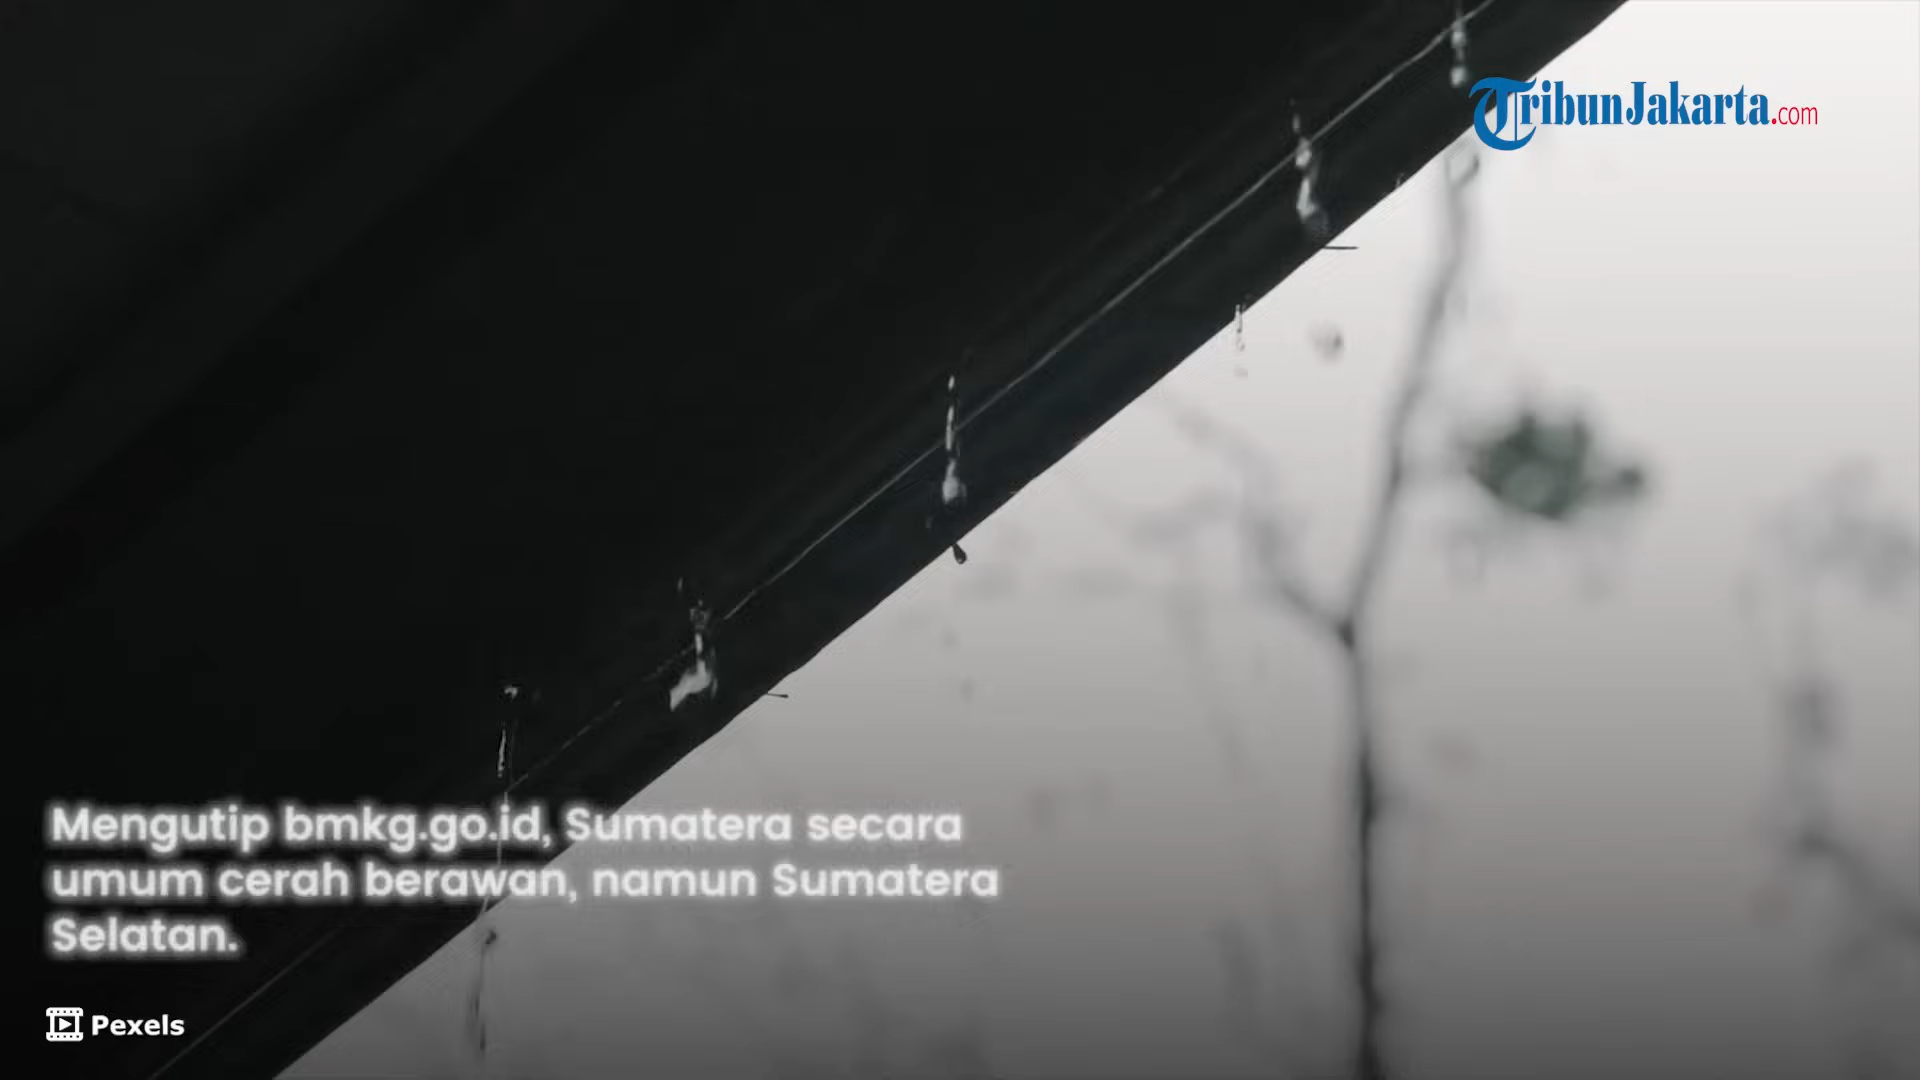 TribunJakarta.com
Mengutip bmkg.go.id, Sumatera secara
umum cerah berawan, namun Sumatera
Selatan.
Pexels